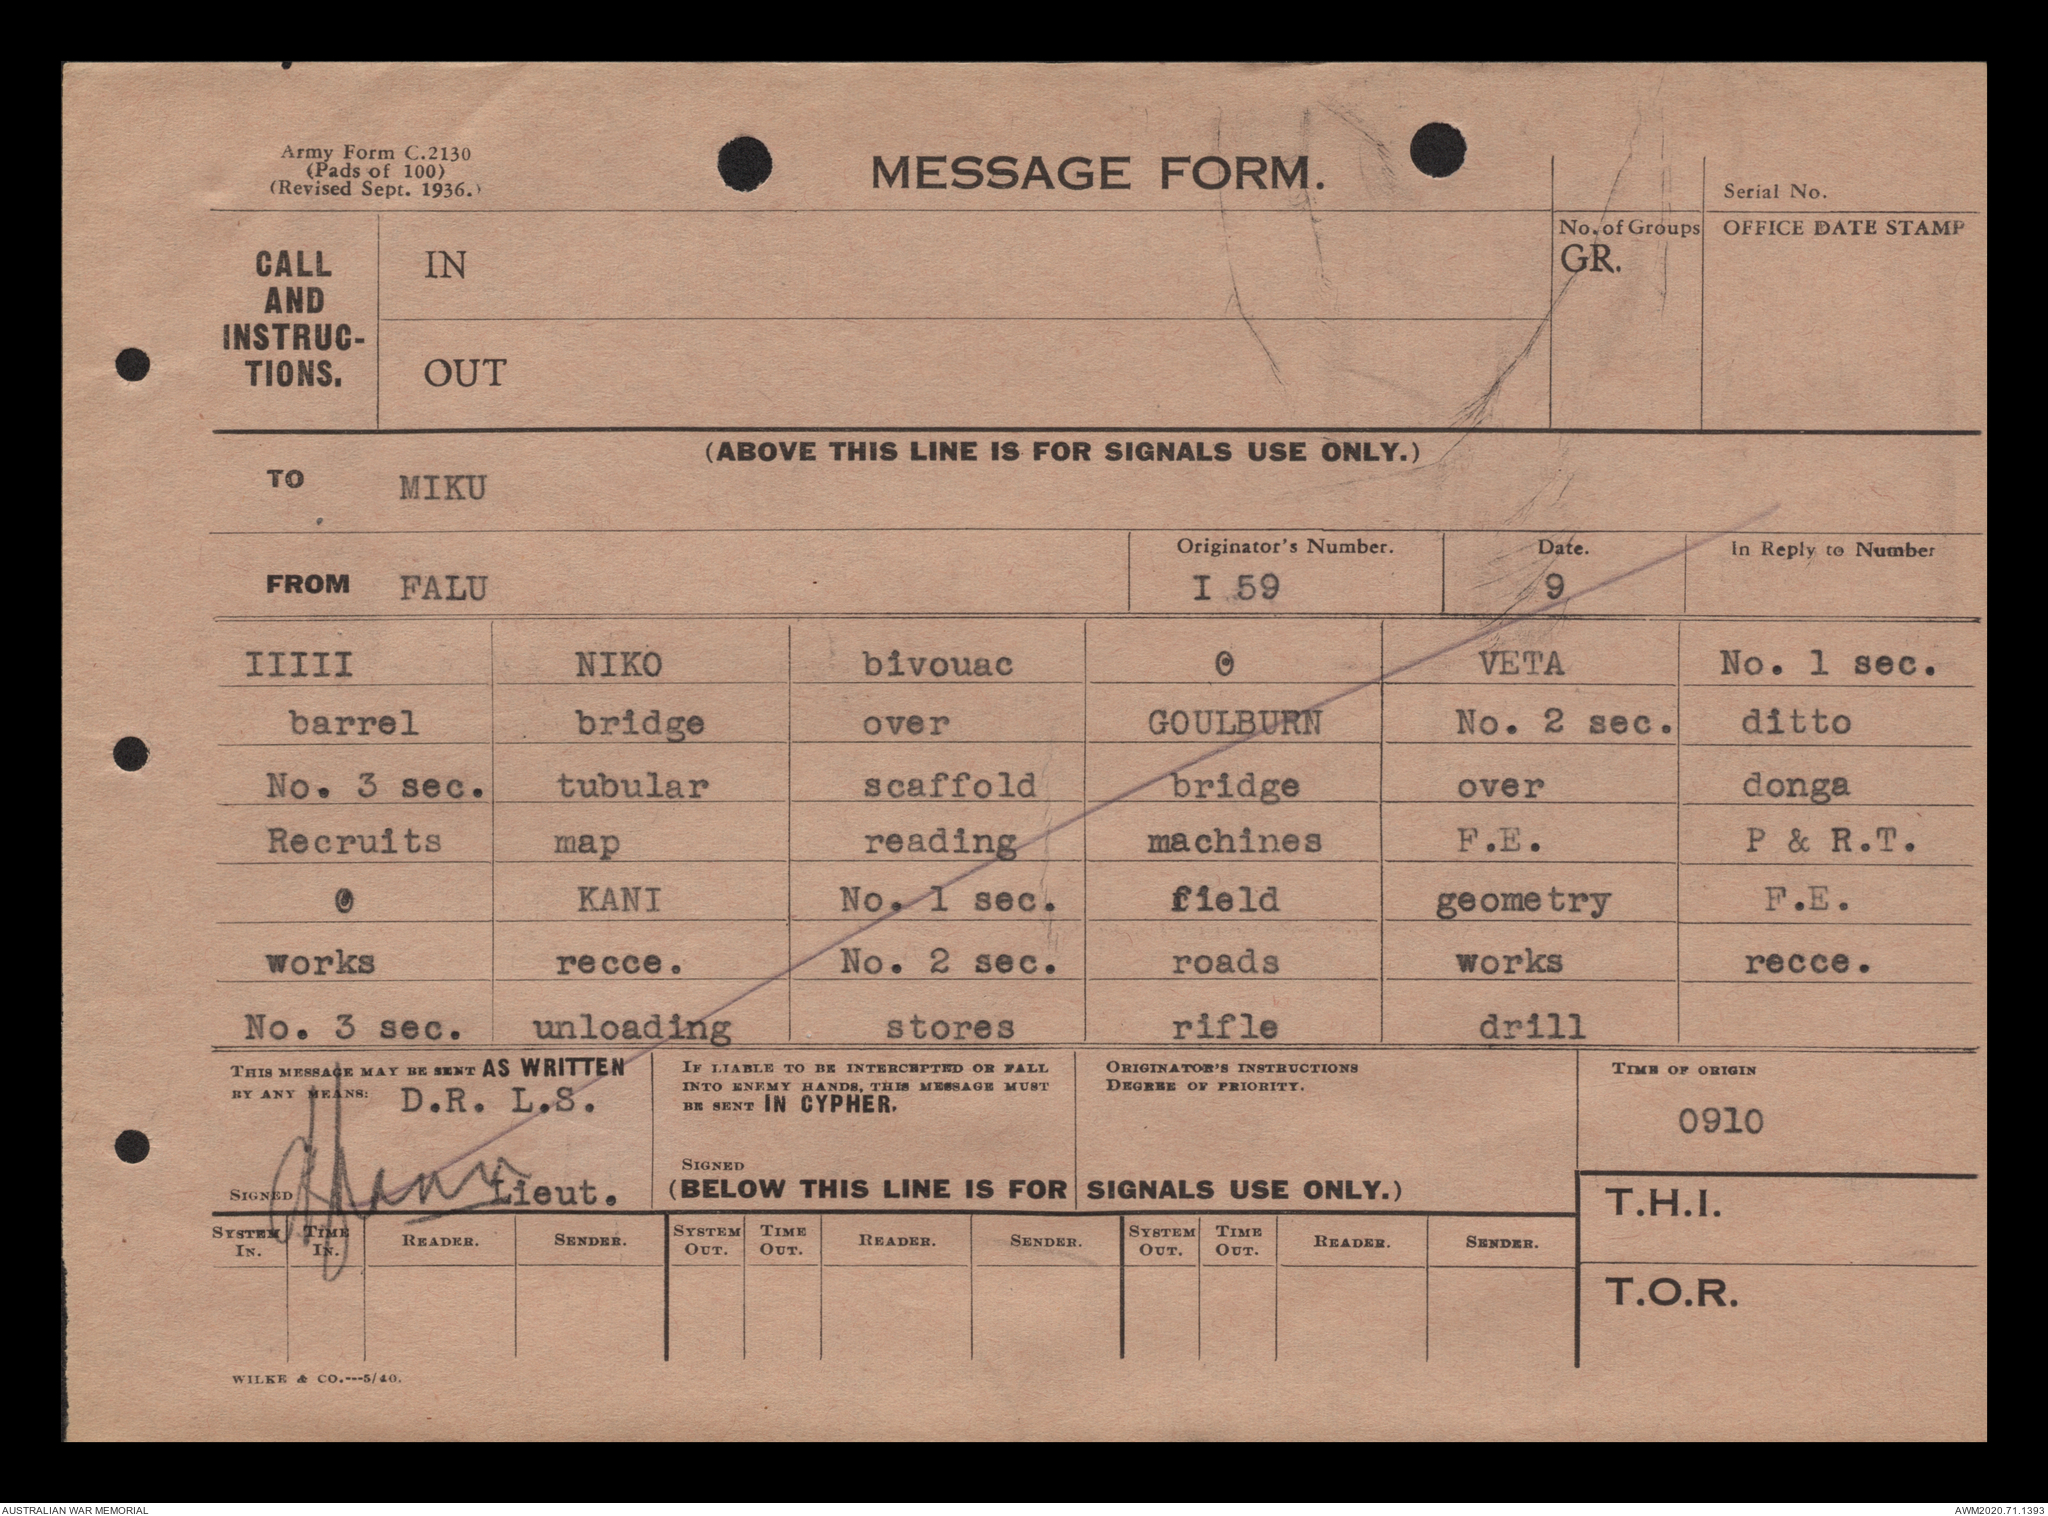 Army Form C.2130
(Pads of 100)
(Revised Sept. 1936.)
MESSAGE FORM.
Serial No.
CALL AND INSTRUC-TIONS.
IN
No. of Groups
GR.
OFFICE DATE STAMP
OUT
(ABOVE THIS LINE IS FOR SIGNALS USE ONLY.)
TO MIKU
FROM FALU
Originator's Number.
I 59
Date.
9
In Reply to Number
IIIII NIKO bivouac O VETA No. 1 sec.
barrel bridge over GOULBURN No. 2 sec. ditto
No. 3 sec. tubular scaffold bridge over donga
Recruits map reading machines F.E. P & R.T.
O KANI No. 1 sec. field geometry F.E.
works recce. No. 2 sec. roads works recce.
No. 3 sec. unloading stores rifle drill
THIS MESSAGE MAY BE SENT AS WRITTEN
BY ANY MEANS: D.R. L.S.
SIGNED Lieut.
IF LIABLE TO BE INTERCEPTED OR FALL
INTO ENEMY HANDS, THIS MESSAGE MUST
BE SENT IN CYPHER.
SIGNED
ORIGINATOR'S INSTRUCTIONS
DEGREE OF PRIORITY.
TIME OF ORIGIN
0910
(BELOW THIS LINE IS FOR SIGNALS USE ONLY.)
T.H.I.
SYSTEM IN. TIME IN. READER. SENDER. SYSTEM OUT. TIME OUT. READER. SENDER. SYSTEM OUT. TIME OUT. READER. SENDER.
T.O.R.
WILKE & CO.---5/40.
AUSTRALIAN WAR MEMORIAL
AWM2020.71.1393